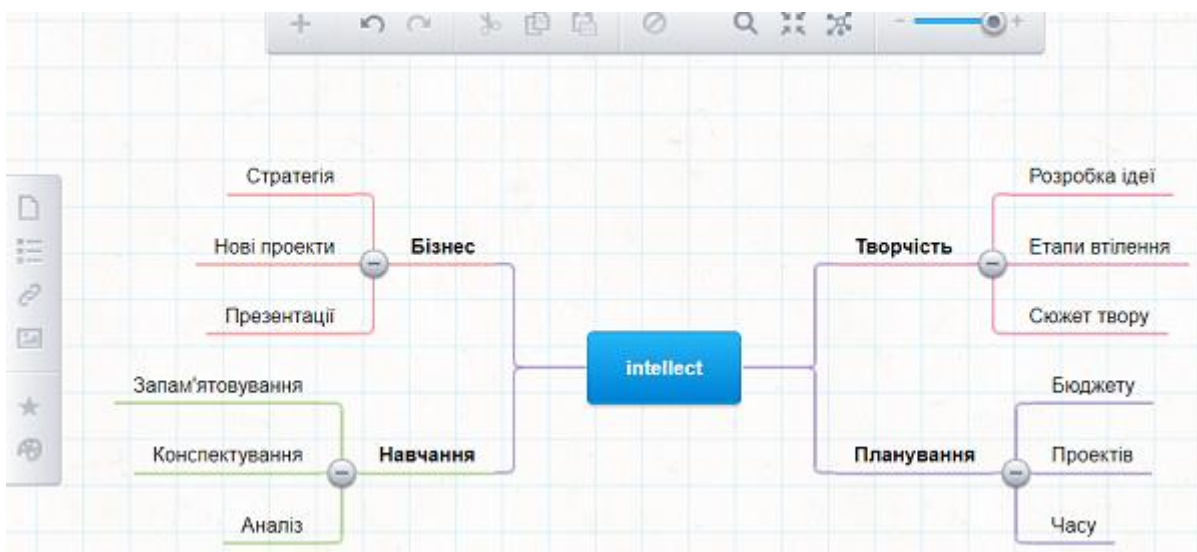 Стратегія
Нові проекти
Презентації
Бізнес
Запам'ятовування
Конспектування
Аналіз
Навчання
intellect
Творчість
Розробка ідеї
Етапи втілення
Сюжет твору
Планування
Бюджету
Проектів
Часу